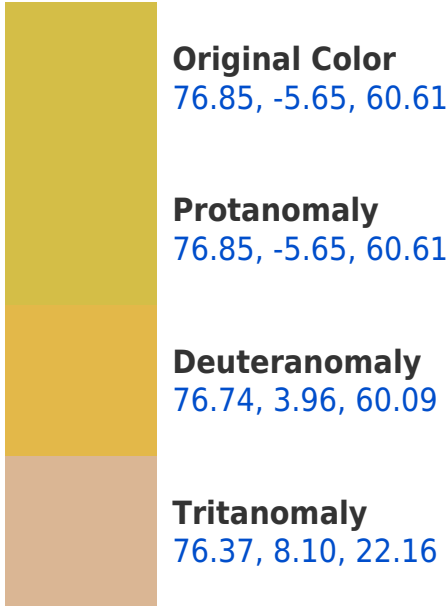 Original Color
76.85, -5.65, 60.61
Protanomaly
76.85, -5.65, 60.61
Deuteranomaly
76.74, 3.96, 60.09
Tritanomaly
76.37, 8.10, 22.16